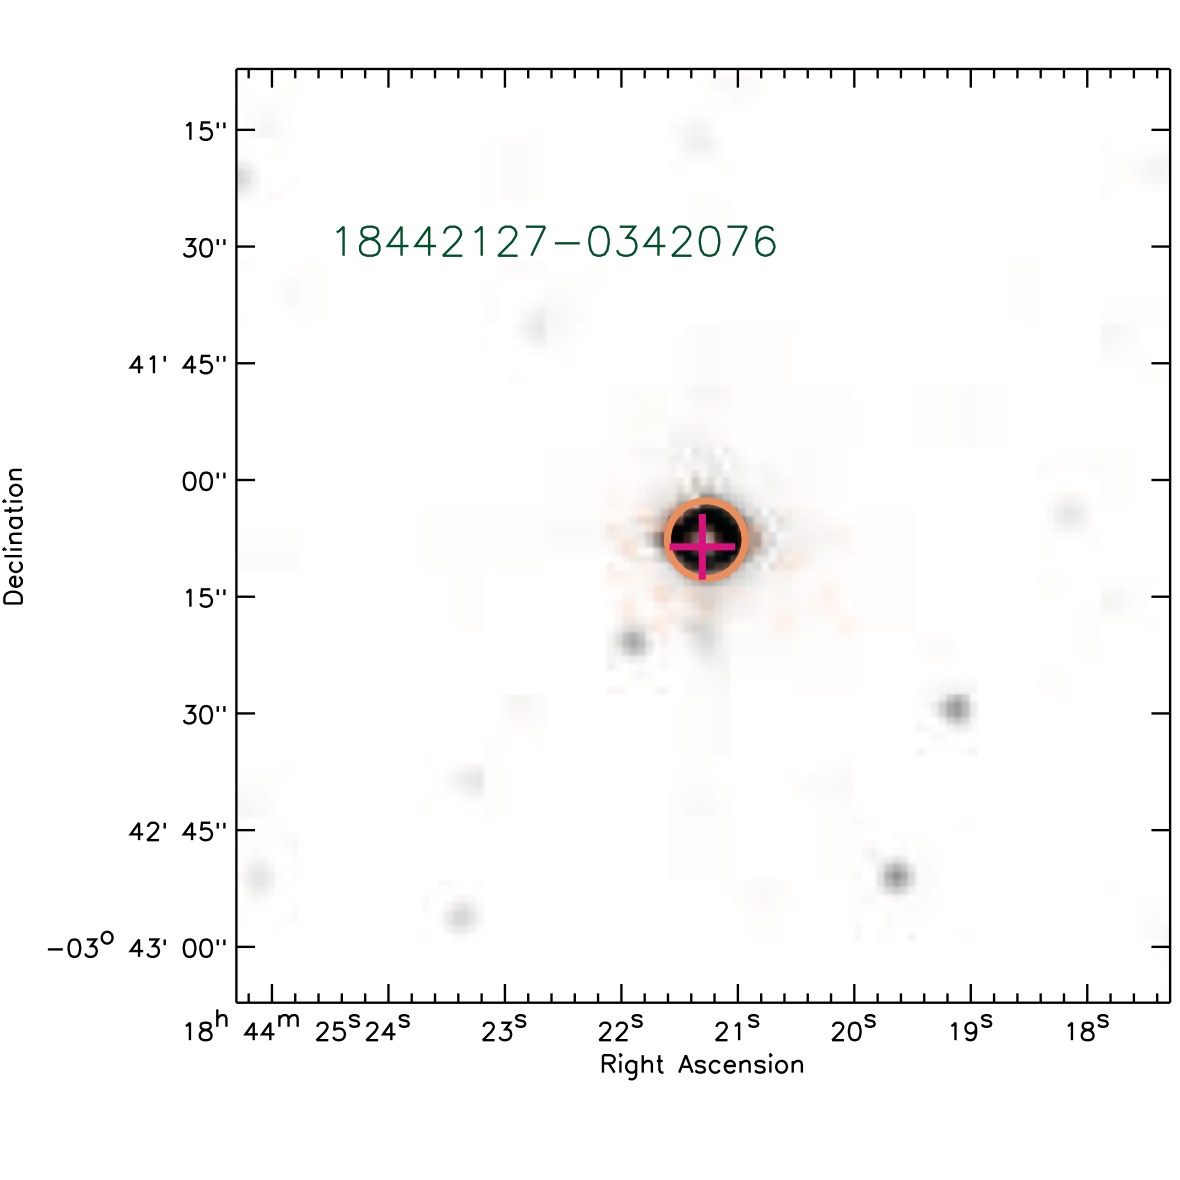 15"
18442127−0342076
30"
41' 45"
00"
15"
30"
42' 45"
−03° 43' 00"
Declination
18ʰ 44ᵐ 25ˢ 24ˢ 23ˢ 22ˢ 21ˢ 20ˢ 19ˢ 18ˢ
Right Ascension